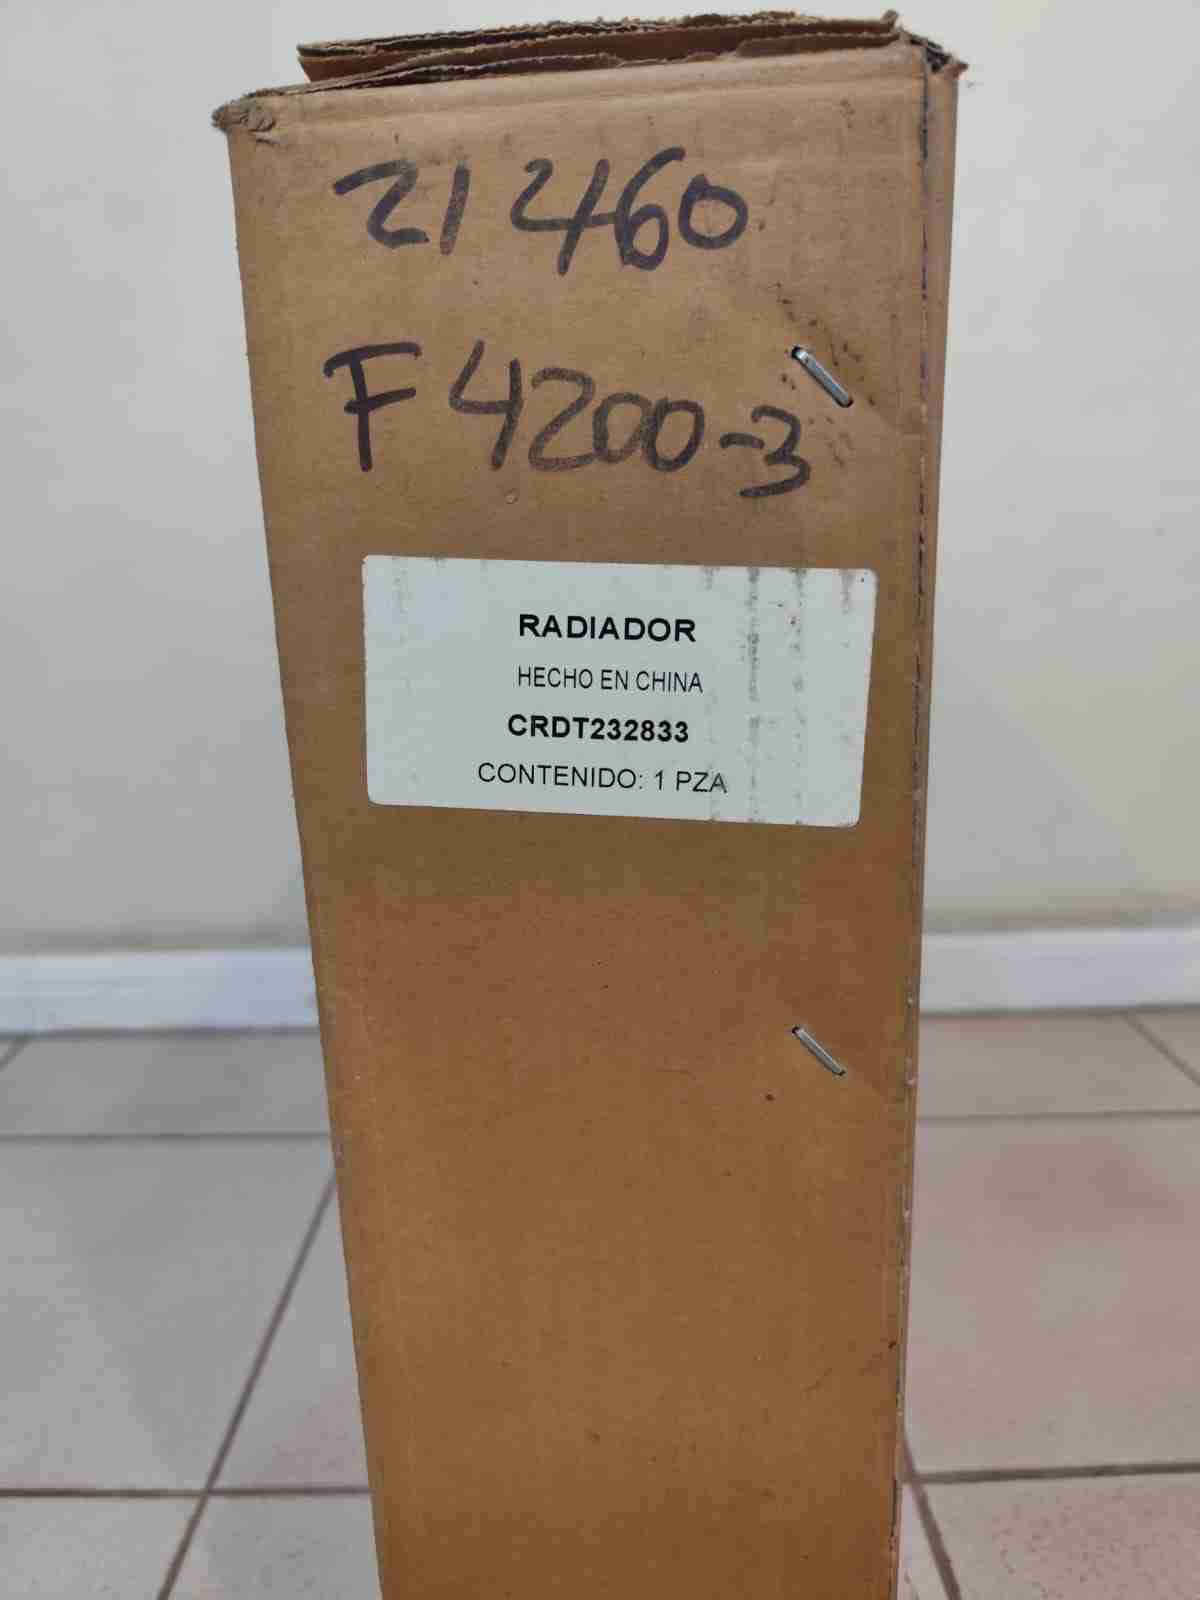 21460
F4200-3
RADIADOR
HECHO EN CHINA
CRDT232833
CONTENIDO: 1 PZA